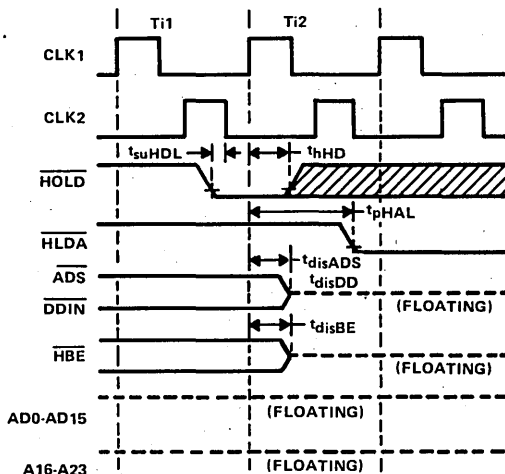 Ti1 Ti2
CLK1
CLK2
tsuHDL thHD
HOLD
tpHAL
HLDA
tdisADS
ADS
tdisDD
DDIN
(FLOATING)
tdisBE
HBE
(FLOATING)
AD0-AD15
(FLOATING)
A16-A23
(FLOATING)